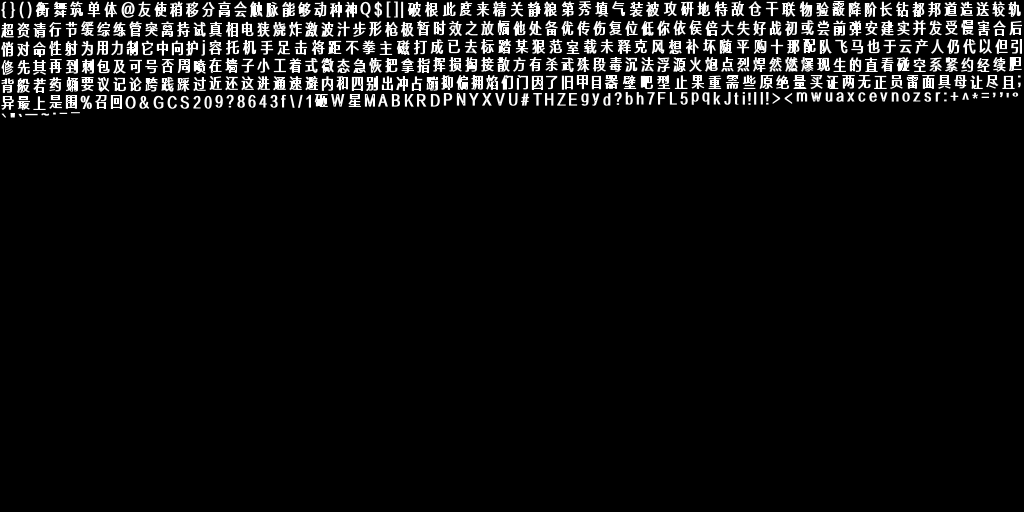 {}()衡舞筑单体@友使稍移分高会触脉能够动种神Q$[]|破根此度来精关静粮第秀填气装被攻研地特敌仓干联物验霰降阶长钻都邦道造送较轨
超资请行节缓综练管突离持试真相电获烧炸激波汁步形枪极暂时效之放幅他处备优传伤复位低你依侯倍大失好战初或尝前弹安建实并发受慢害合后
悄对命性射为用力制它中向护j容托机手足击将距不拳主磁打成已去标踏某狠范室载未释克风想补坏随平购十那配队飞马也于云产人仍代以但引
修先其再到刺包及可号否周喷在墙子小工着式微态急恢把拿指挥损掏接散方有杀武殊段毒沉法浮源火炮点烈焊然燃爆现生的直看碰空系紧约经续胆
背般若药要议记论跨践踩过近还这进通速避内和四别出冲占蹦抑偏拥焰们门因了旧甲目器壁吧型止果重需些原绝量买证两无正员雷面具母让尽且;
异最上是围%召回O&GCS209?8643f\/1砸W星MABKRDPNYXVU#THZEgyd?bh7FL5pqkJti!Il!><mwuaxcevnozsr:+^*=